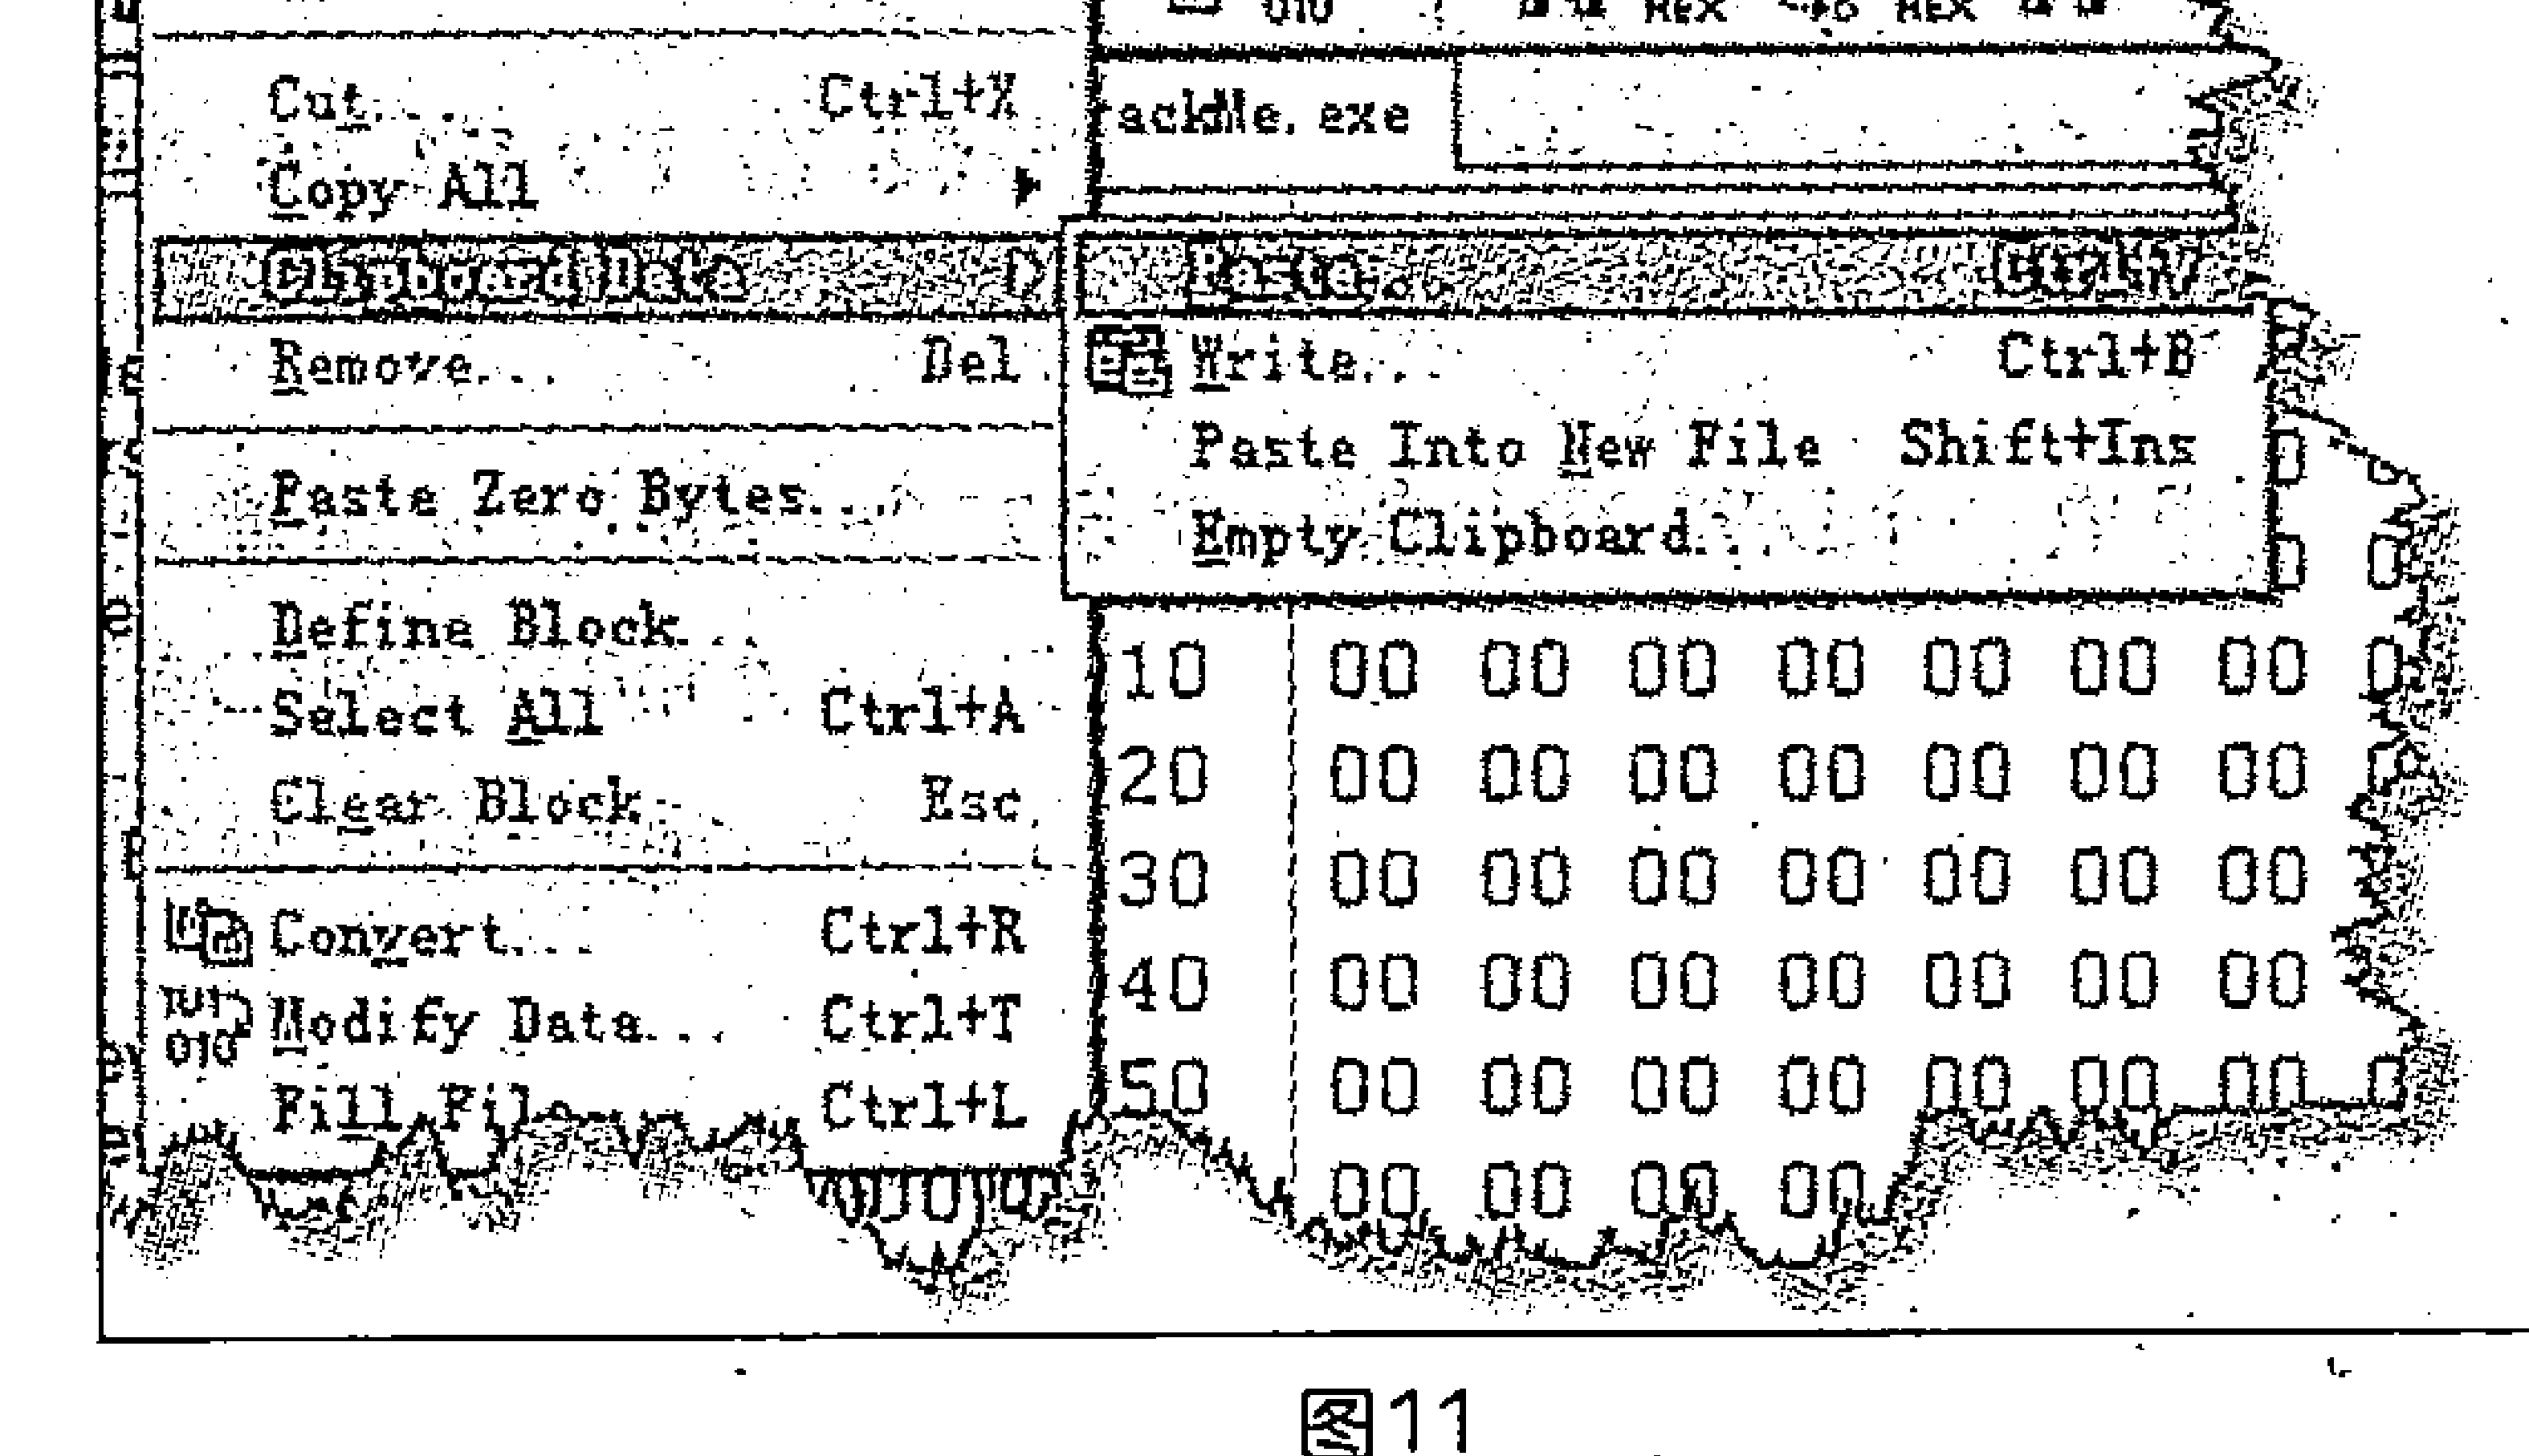 Cut... Ctrl+X
Copy All
Clipboard Data
Remove... Del
Paste Zero Bytes...
Define Block...
Select All Ctrl+A
Clear Block Esc
Convert... Ctrl+R
Modify Data... Ctrl+T
Fill File Ctrl+L
ackMe.exe
Paste... Ctrl+V
Write... Ctrl+B
Paste Into New File Shift+Ins
Empty Clipboard...
10 00 00 00 00 00 00 00 0
20 00 00 00 00 00 00 00
30 00 00 00 00 00 00 00
40 00 00 00 00 00 00 00
50 00 00 00 00 00 00 00 0
00 00 00 00
图11